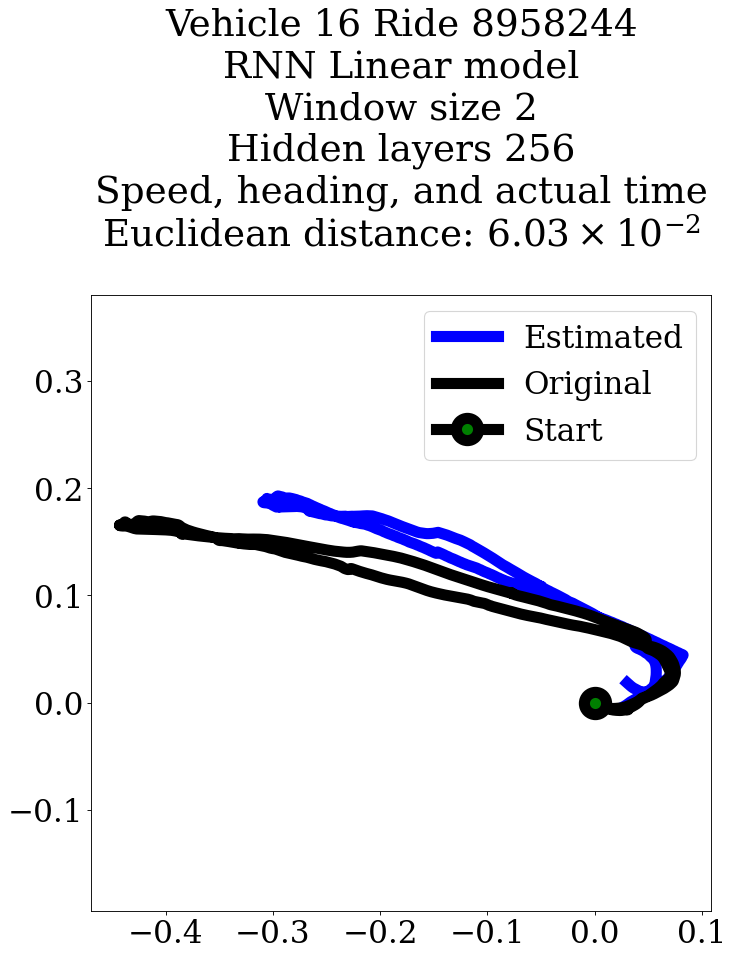 Vehicle 16 Ride 8958244
RNN Linear model
Window size 2
Hidden layers 256
Speed, heading, and actual time
Euclidean distance: 6.03 × 10⁻²
Estimated
Original
Start
0.3
0.2
0.1
0.0
−0.1
−0.4
−0.3
−0.2
−0.1
0.0
0.1